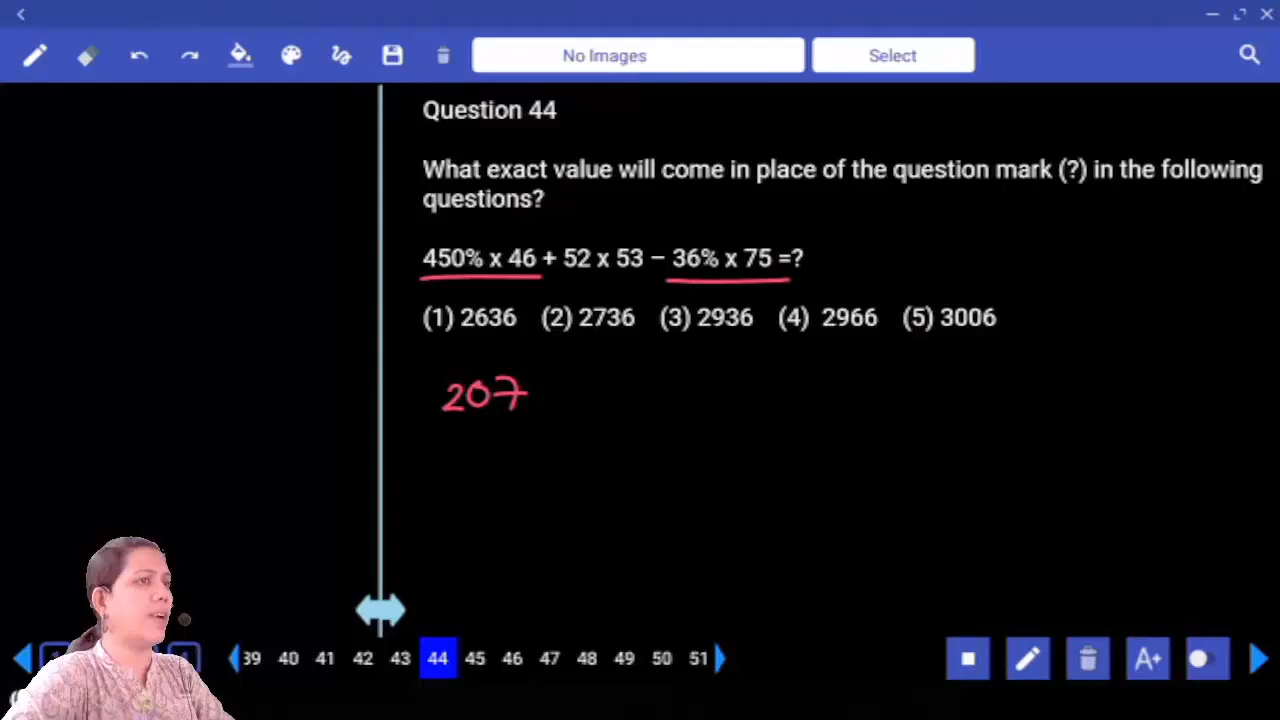 No Images
Select
Question 44
What exact value will come in place of the question mark (?) in the following
questions?
450% x 46 + 52 x 53 – 36% x 75 =?
(1) 2636 (2) 2736 (3) 2936 (4) 2966 (5) 3006
207
39 40 41 42 43 44 45 46 47 48 49 50 51
A+